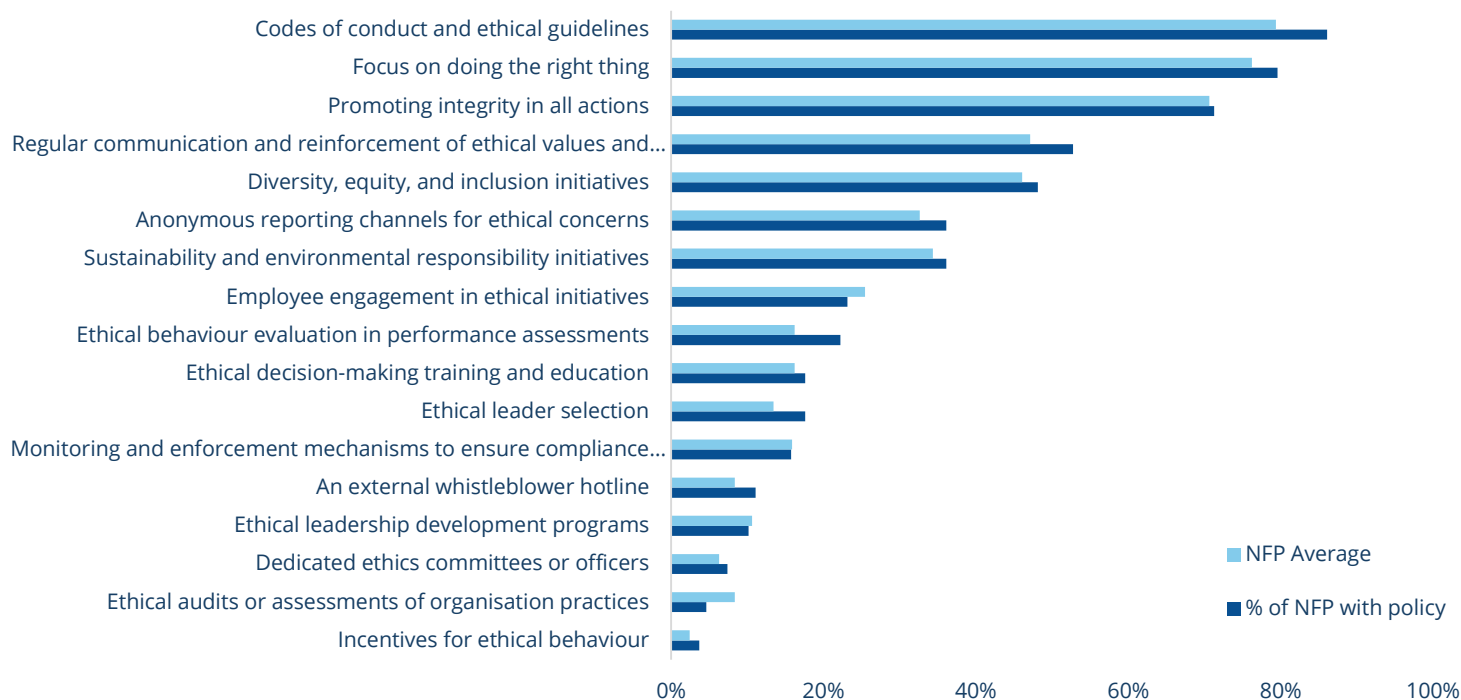 Codes of conduct and ethical guidelines
Focus on doing the right thing
Promoting integrity in all actions
Regular communication and reinforcement of ethical values and...
Diversity, equity, and inclusion initiatives
Anonymous reporting channels for ethical concerns
Sustainability and environmental responsibility initiatives
Employee engagement in ethical initiatives
Ethical behaviour evaluation in performance assessments
Ethical decision-making training and education
Ethical leader selection
Monitoring and enforcement mechanisms to ensure compliance...
An external whistleblower hotline
Ethical leadership development programs
Dedicated ethics committees or officers
Ethical audits or assessments of organisation practices
Incentives for ethical behaviour
NFP Average
% of NFP with policy
0% 20% 40% 60% 80% 100%